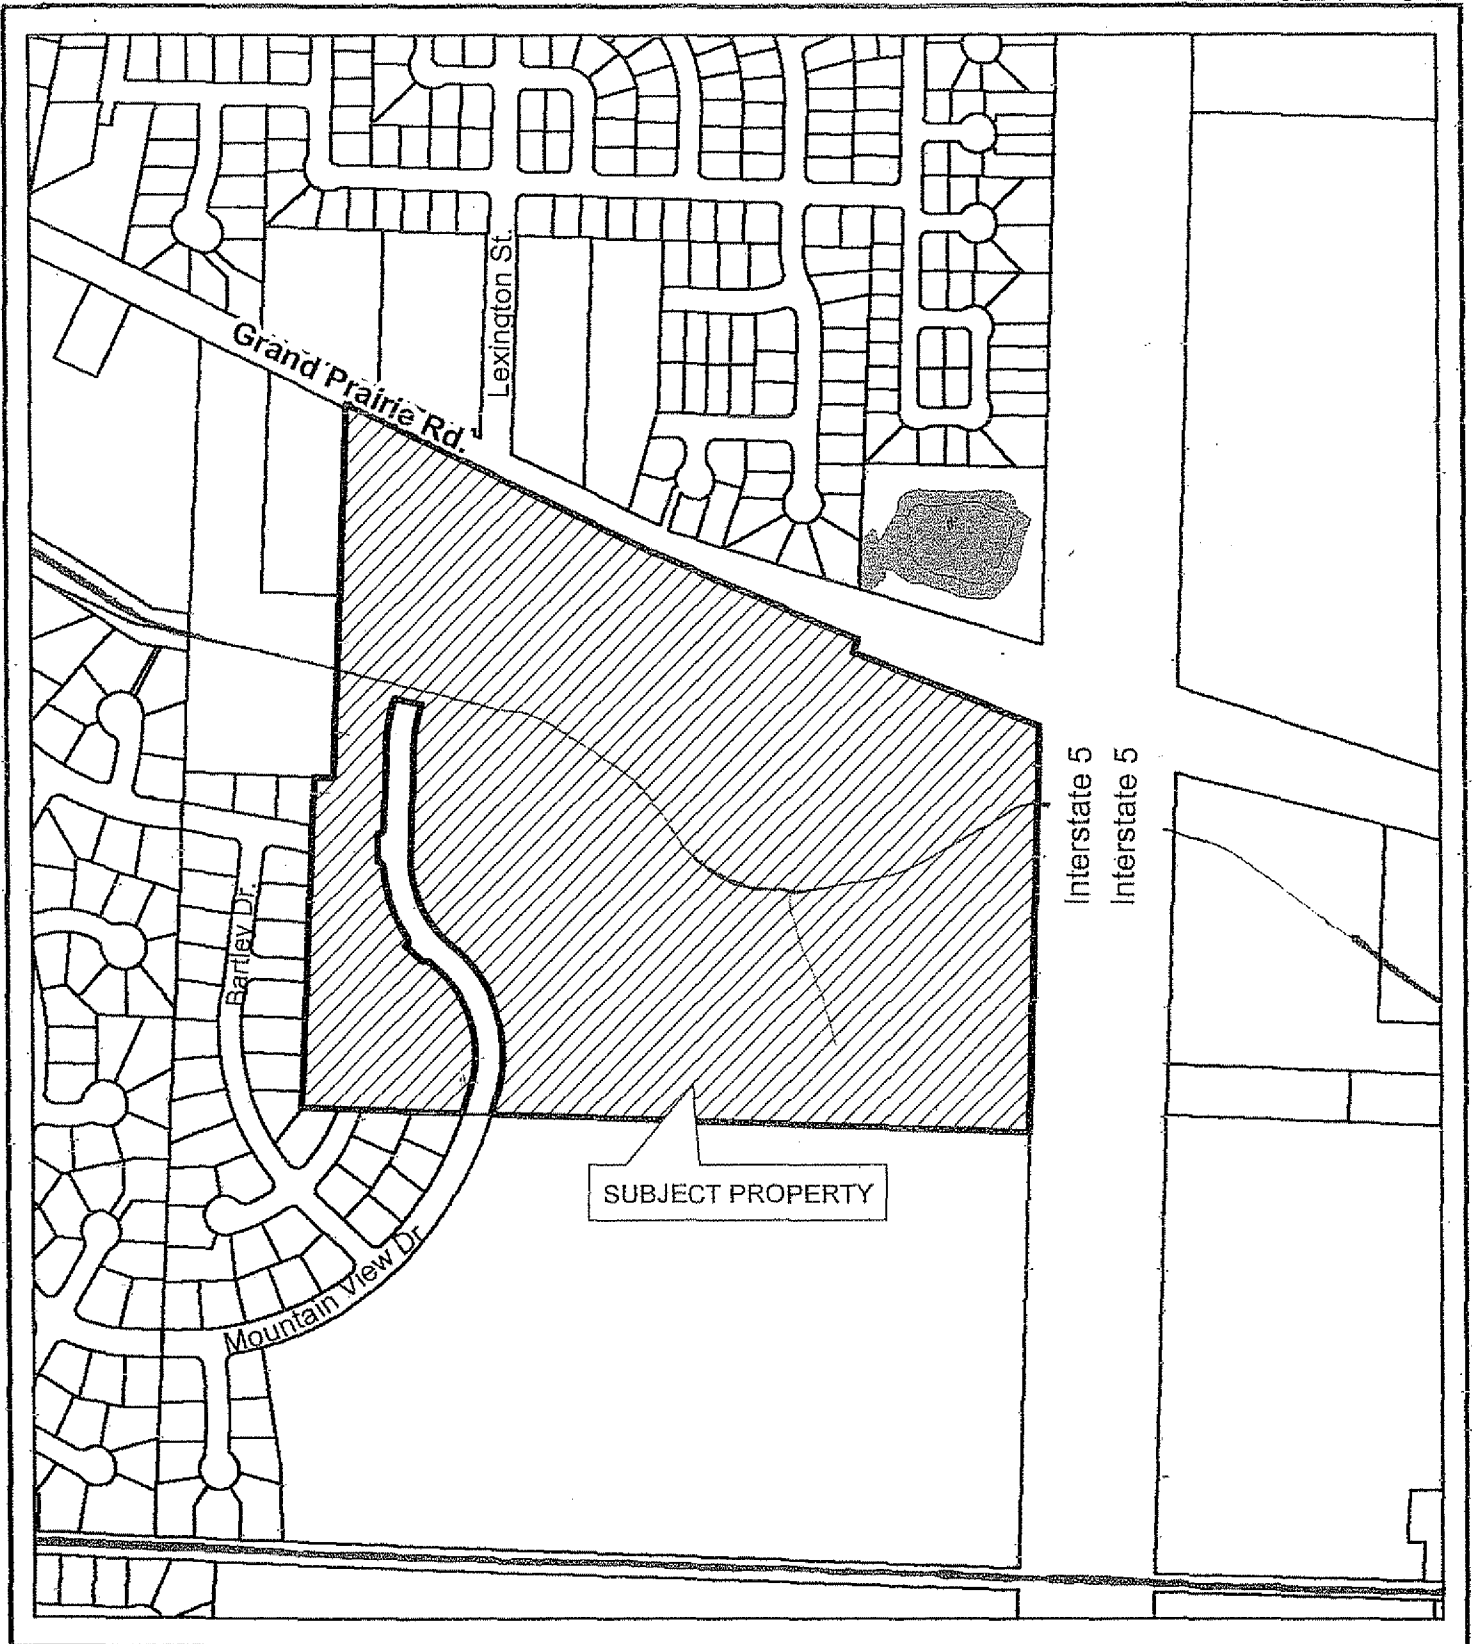 Lexington St.
Grand Prairie Rd.
Interstate 5
Interstate 5
Bartley Dr.
SUBJECT PROPERTY
Mountain View Dr